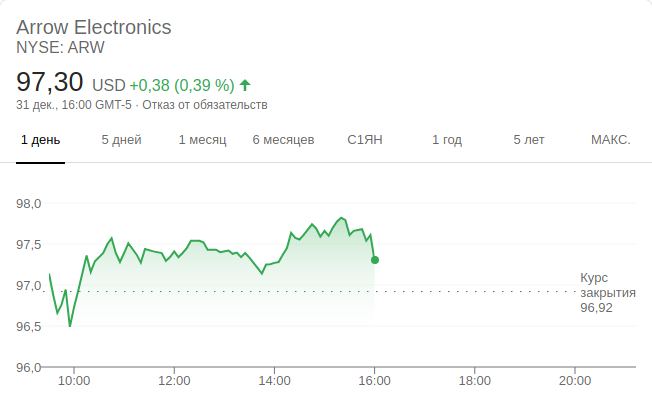 Arrow Electronics
NYSE: ARW
97,30 USD +0,38 (0,39 %)
31 дек., 16:00 GMT-5 · Отказ от обязательств
1 день 5 дней 1 месяц 6 месяцев С1ЯН 1 год 5 лет МАКС.
98,0
97,5
97,0
96,5
96,0
Курс
закрытия
96,92
10:00 12:00 14:00 16:00 18:00 20:00